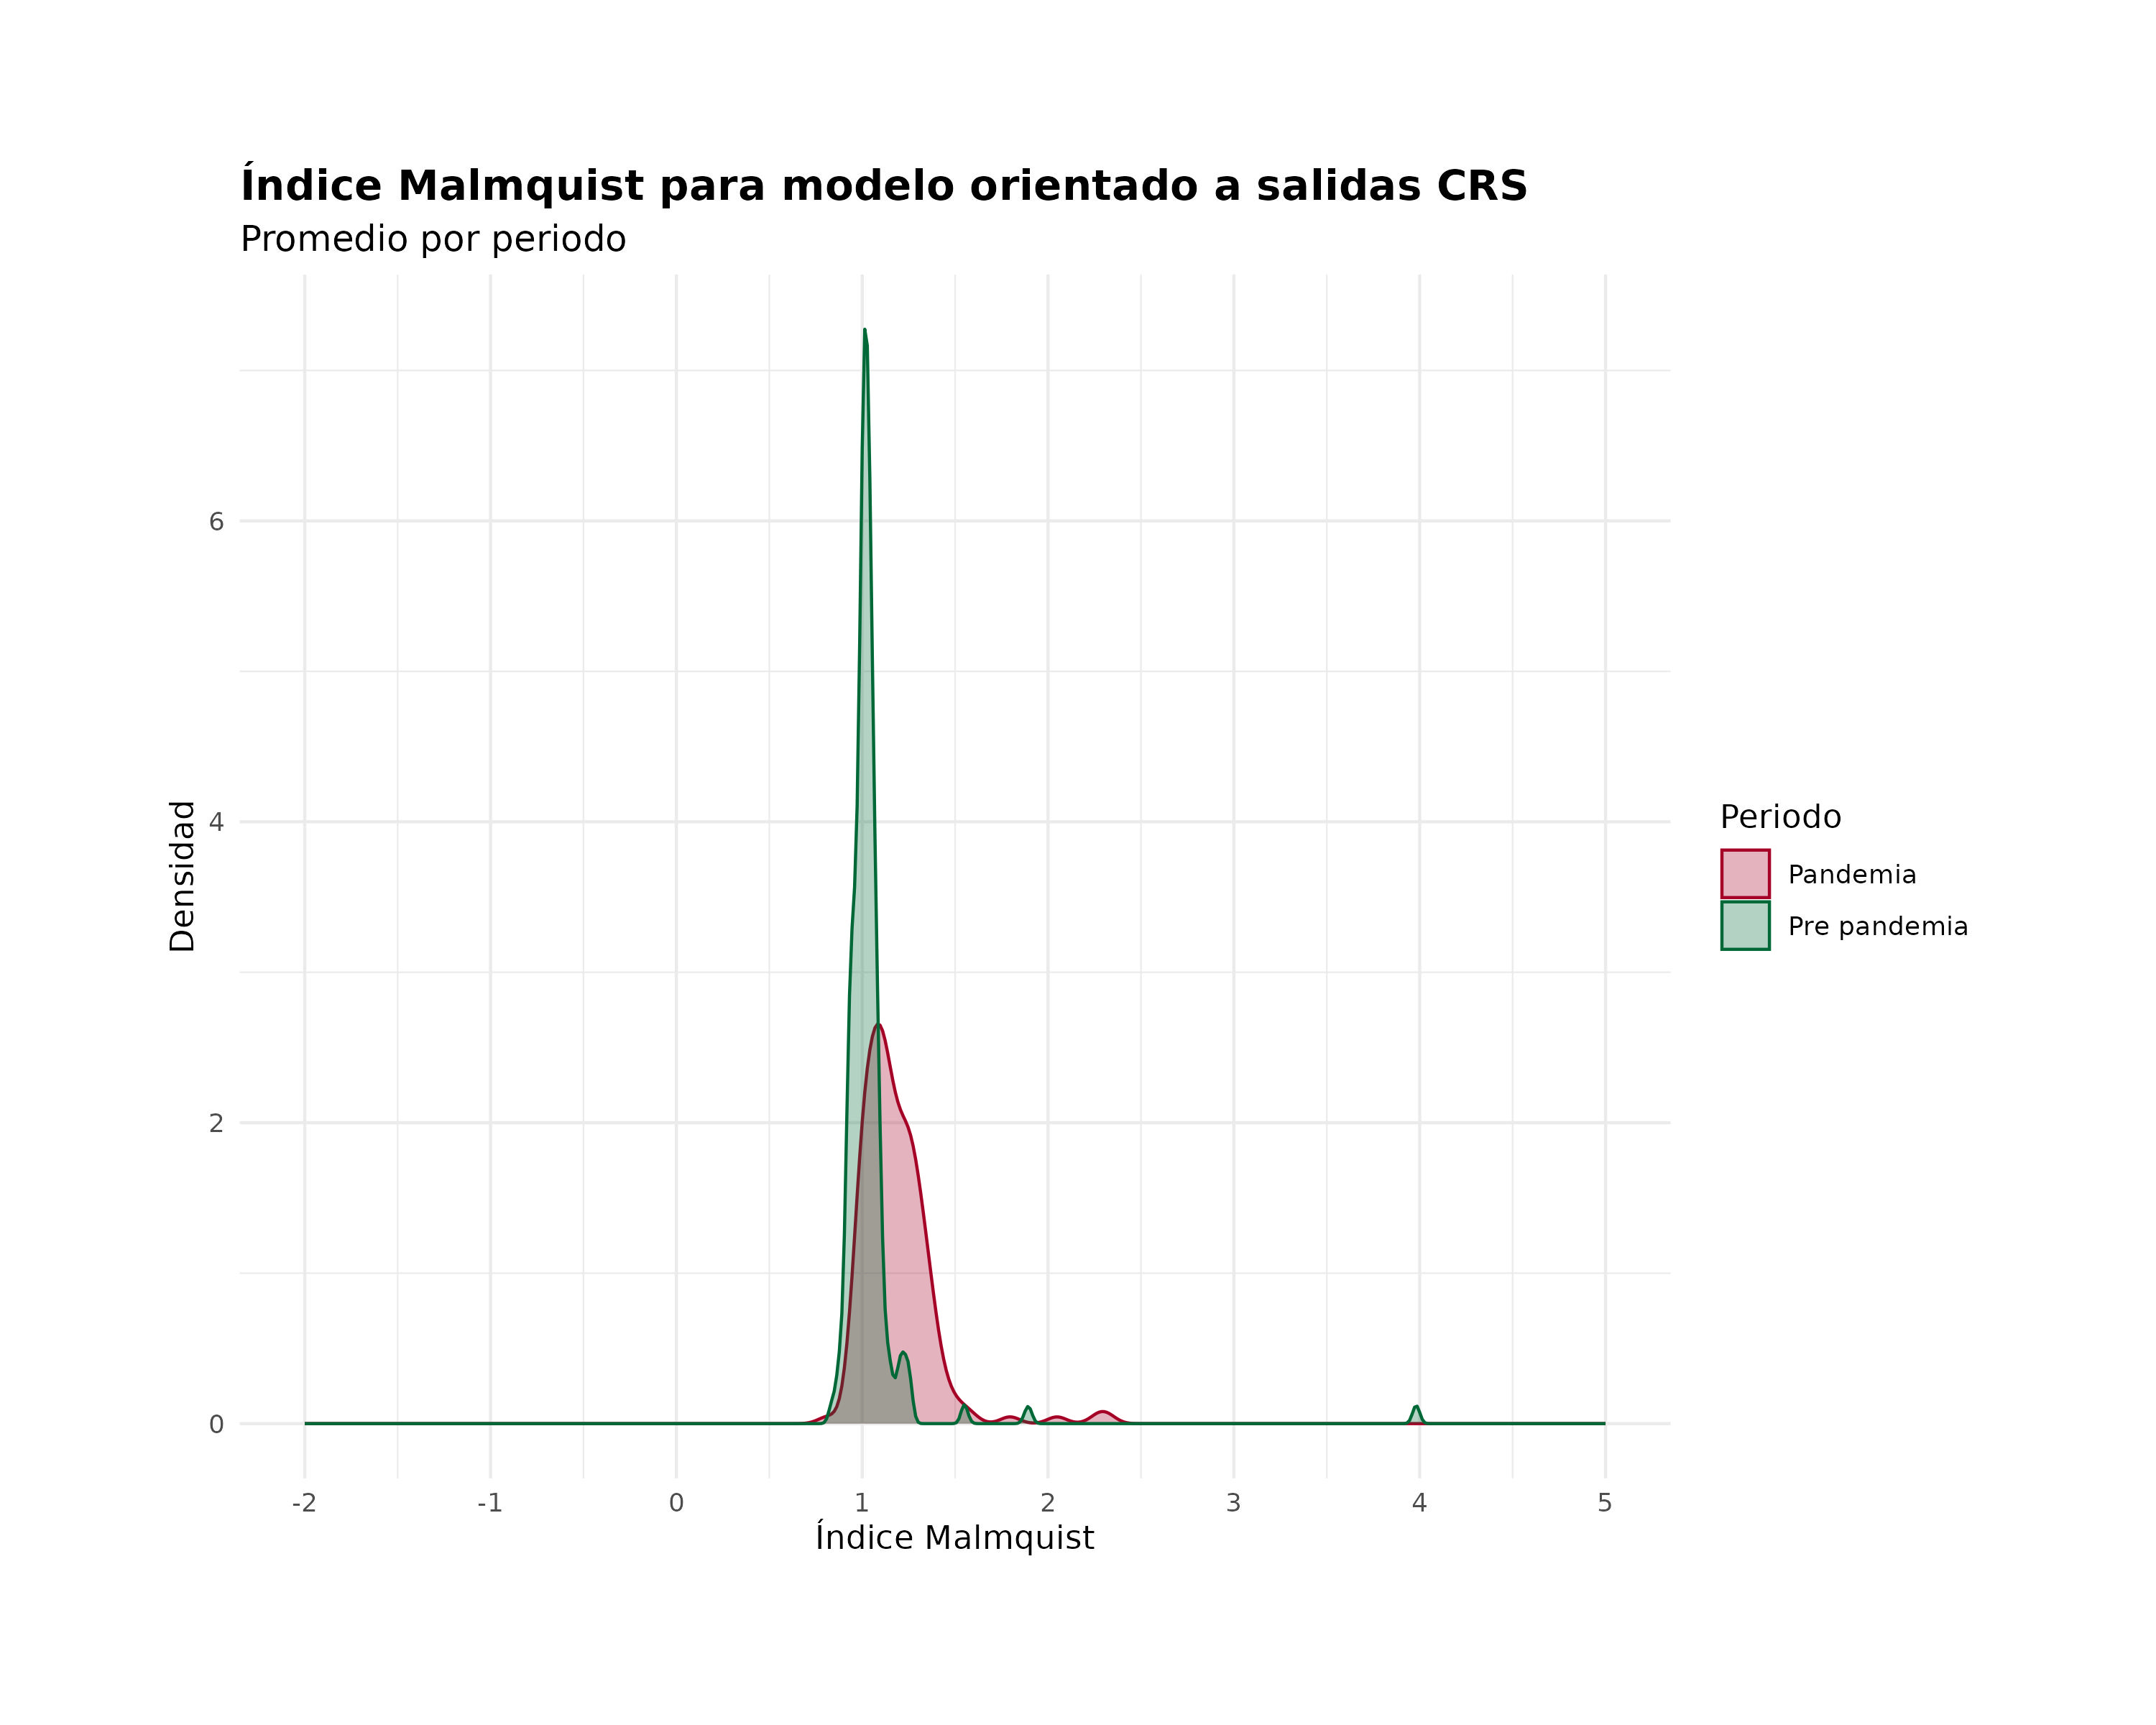 Índice Malmquist para modelo orientado a salidas CRS
Promedio por periodo
Densidad
6
4
2
0
-2 -1 0 1 2 3 4 5
Índice Malmquist
Periodo
Pandemia
Pre pandemia